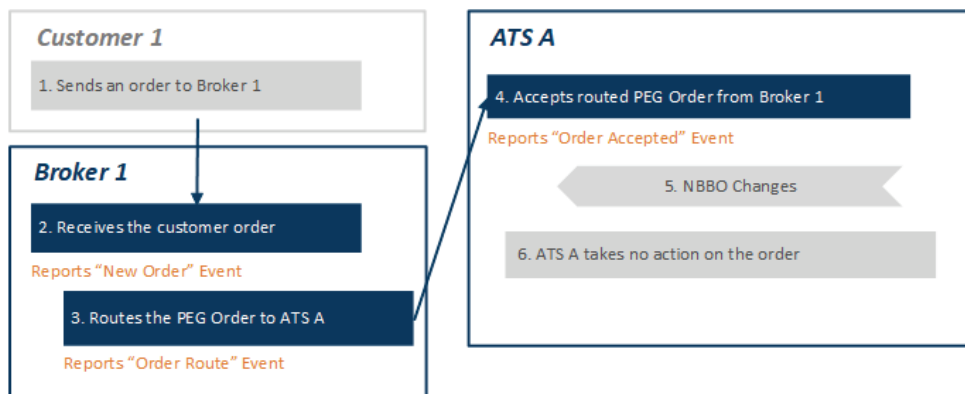 Customer 1
1. Sends an order to Broker 1
Broker 1
2. Receives the customer order
Reports “New Order” Event
3. Routes the PEG Order to ATS A
Reports “Order Route” Event
ATS A
4. Accepts routed PEG Order from Broker 1
Reports “Order Accepted” Event
5. NBBO Changes
6. ATS A takes no action on the order